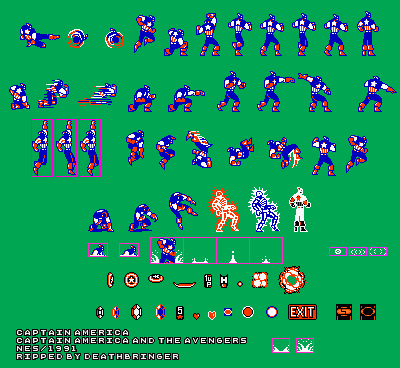 EXIT
CAPTAIN AMERICA
CAPTAIN AMERICA AND THE AVENGERS
NES/1991
RIPPED BY DEATHBRINGER